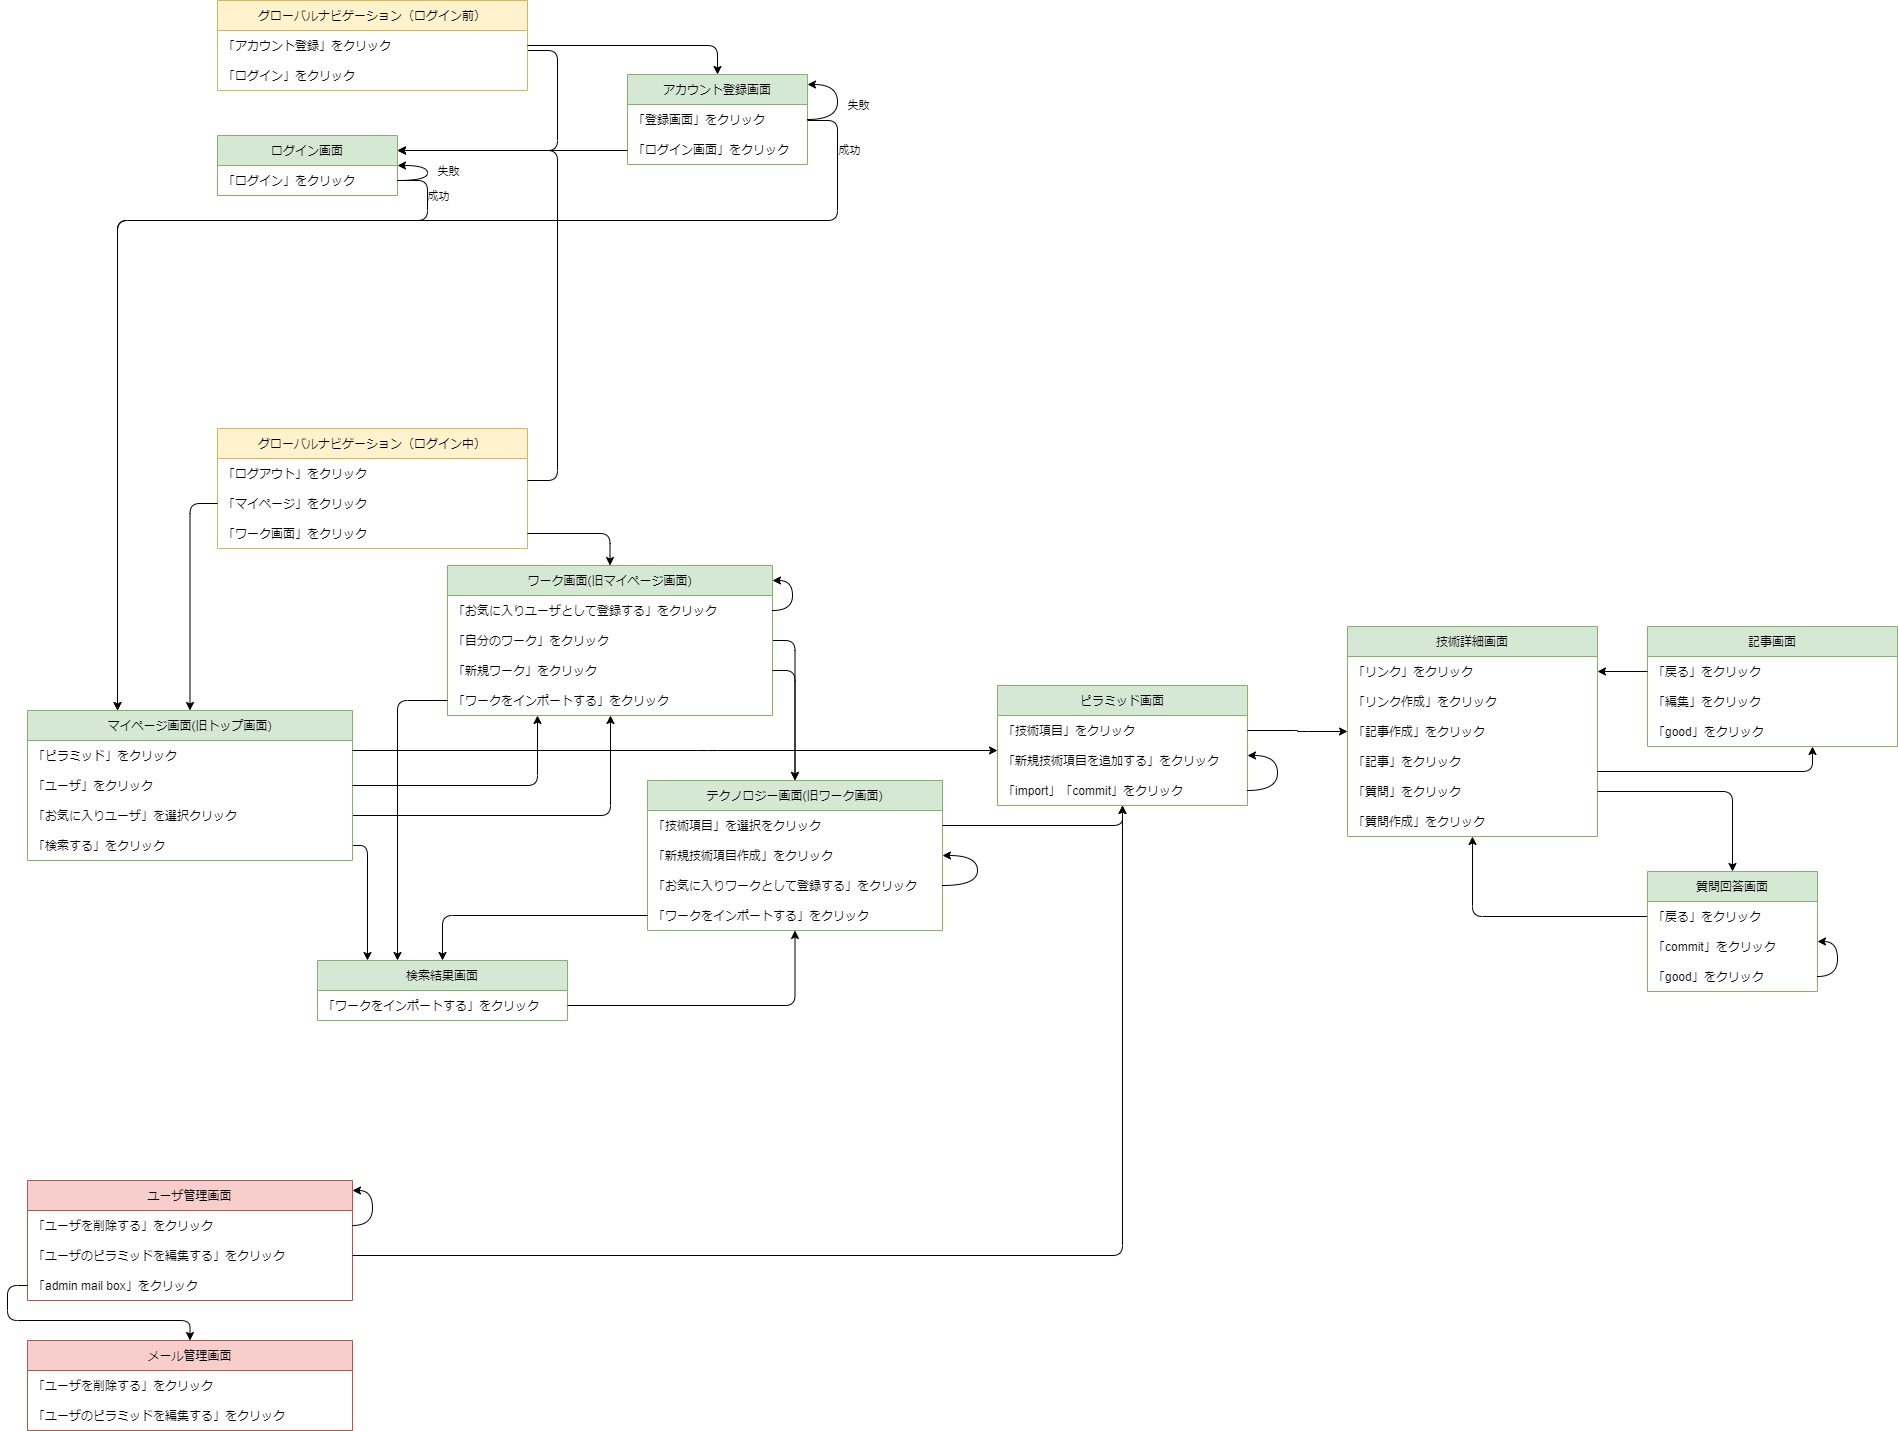 グローバルナビゲーション（ログイン前）
「アカウント登録」をクリック
「ログイン」をクリック
アカウント登録画面
「登録画面」をクリック
「ログイン画面」をクリック
失敗
成功
ログイン画面
「ログイン」をクリック
失敗
成功
グローバルナビゲーション（ログイン中）
「ログアウト」をクリック
「マイページ」をクリック
「ワーク画面」をクリック
ワーク画面(旧マイページ画面)
「お気に入りユーザとして登録する」をクリック
「自分のワーク」をクリック
「新規ワーク」をクリック
「ワークをインポートする」をクリック
マイページ画面(旧トップ画面)
「ピラミッド」をクリック
「ユーザ」をクリック
「お気に入りユーザ」を選択クリック
「検索する」をクリック
テクノロジー画面(旧ワーク画面)
「技術項目」を選択をクリック
「新規技術項目作成」をクリック
「お気に入りワークとして登録する」をクリック
「ワークをインポートする」をクリック
検索結果画面
「ワークをインポートする」をクリック
ピラミッド画面
「技術項目」をクリック
「新規技術項目を追加する」をクリック
「import」「commit」をクリック
技術詳細画面
「リンク」をクリック
「リンク作成」をクリック
「記事作成」をクリック
「記事」をクリック
「質問」をクリック
「質問作成」をクリック
記事画面
「戻る」をクリック
「編集」をクリック
「good」をクリック
質問回答画面
「戻る」をクリック
「commit」をクリック
「good」をクリック
ユーザ管理画面
「ユーザを削除する」をクリック
「ユーザのピラミッドを編集する」をクリック
「admin mail box」をクリック
メール管理画面
「ユーザを削除する」をクリック
「ユーザのピラミッドを編集する」をクリック